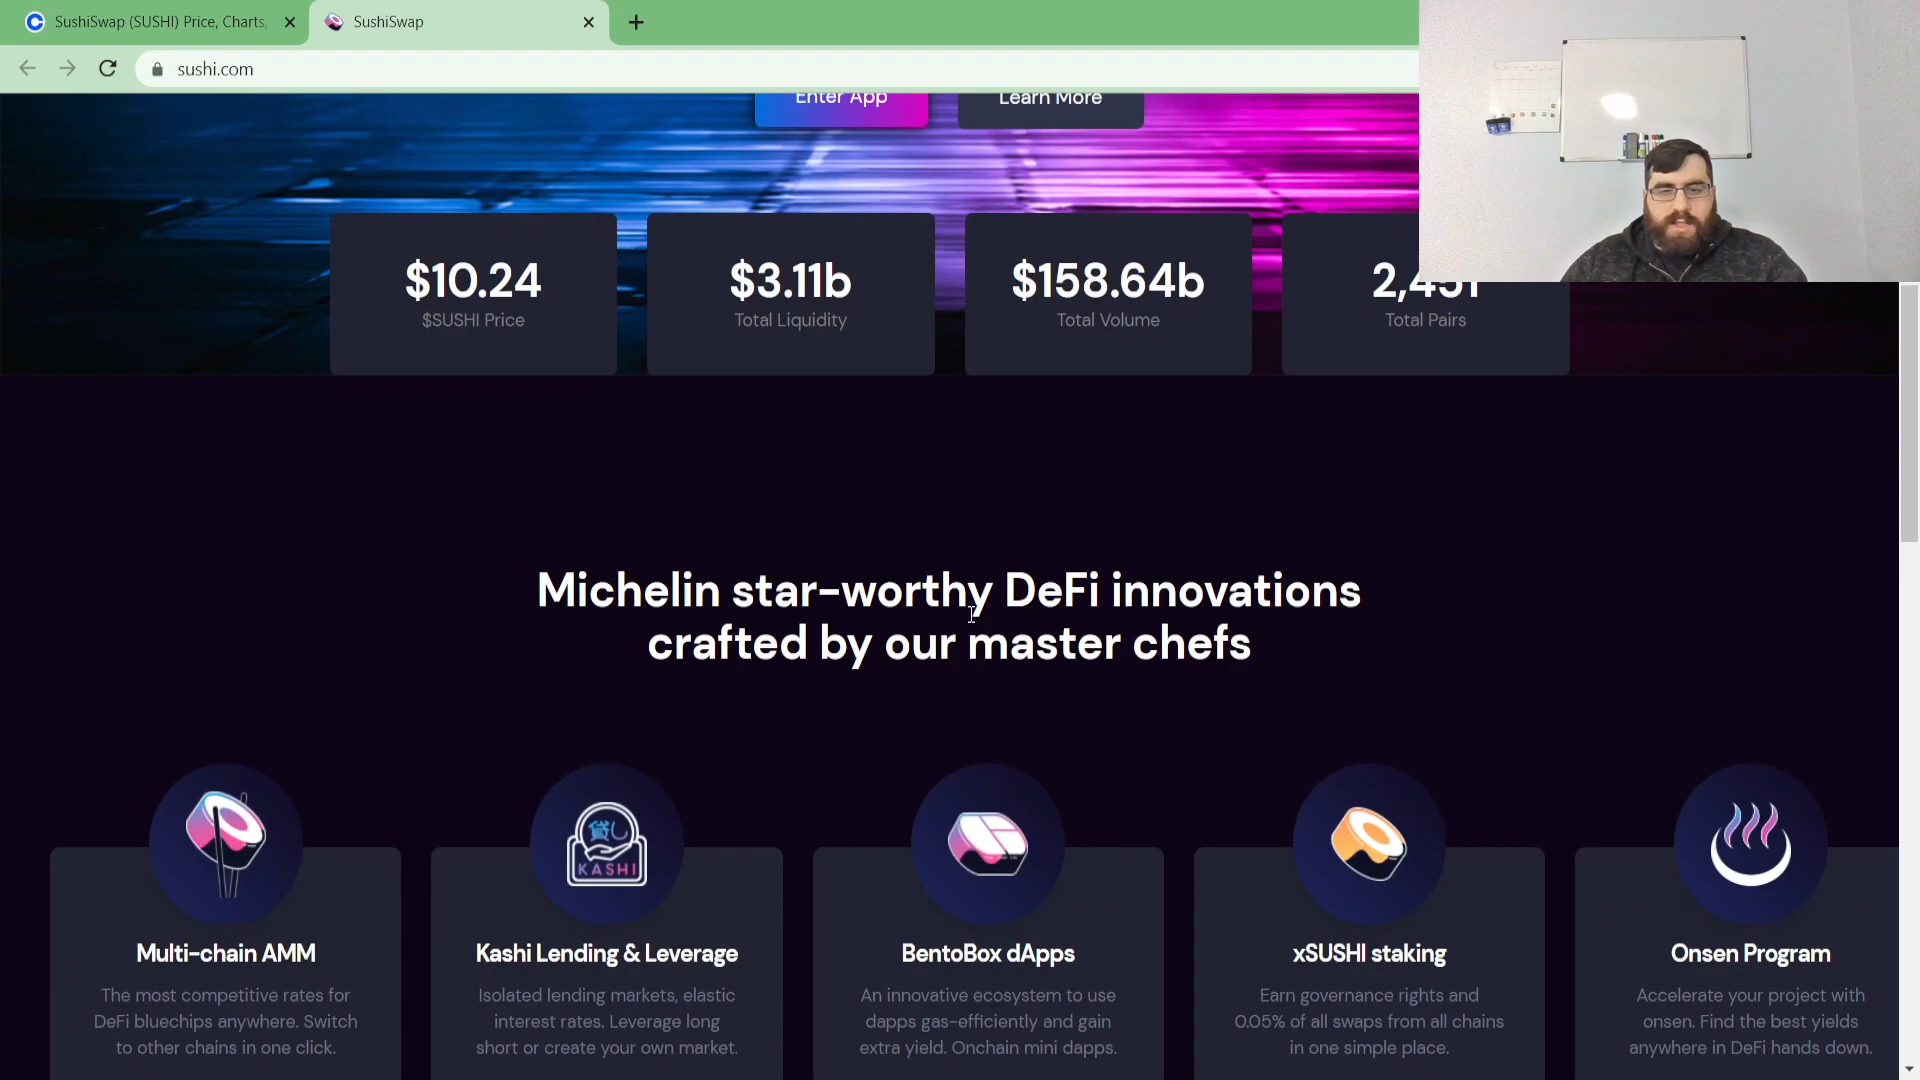 SushiSwap (SUSHI) Price, Charts,
SushiSwap
sushi.com
Enter App
Learn More
$10.24
$SUSHI Price
$3.11b
Total Liquidity
$158.64b
Total Volume
2,451
Total Pairs
Michelin star-worthy DeFi innovations
crafted by our master chefs
貸し
KASHI
Multi-chain AMM
The most competitive rates for
DeFi bluechips anywhere. Switch
to other chains in one click.
Kashi Lending & Leverage
Isolated lending markets, elastic
interest rates. Leverage long
short or create your own market.
BentoBox dApps
An innovative ecosystem to use
dapps gas-efficiently and gain
extra yield. Onchain mini dapps.
xSUSHI staking
Earn governance rights and
0.05% of all swaps from all chains
in one simple place.
Onsen Program
Accelerate your project with
onsen. Find the best yields
anywhere in DeFi hands down.